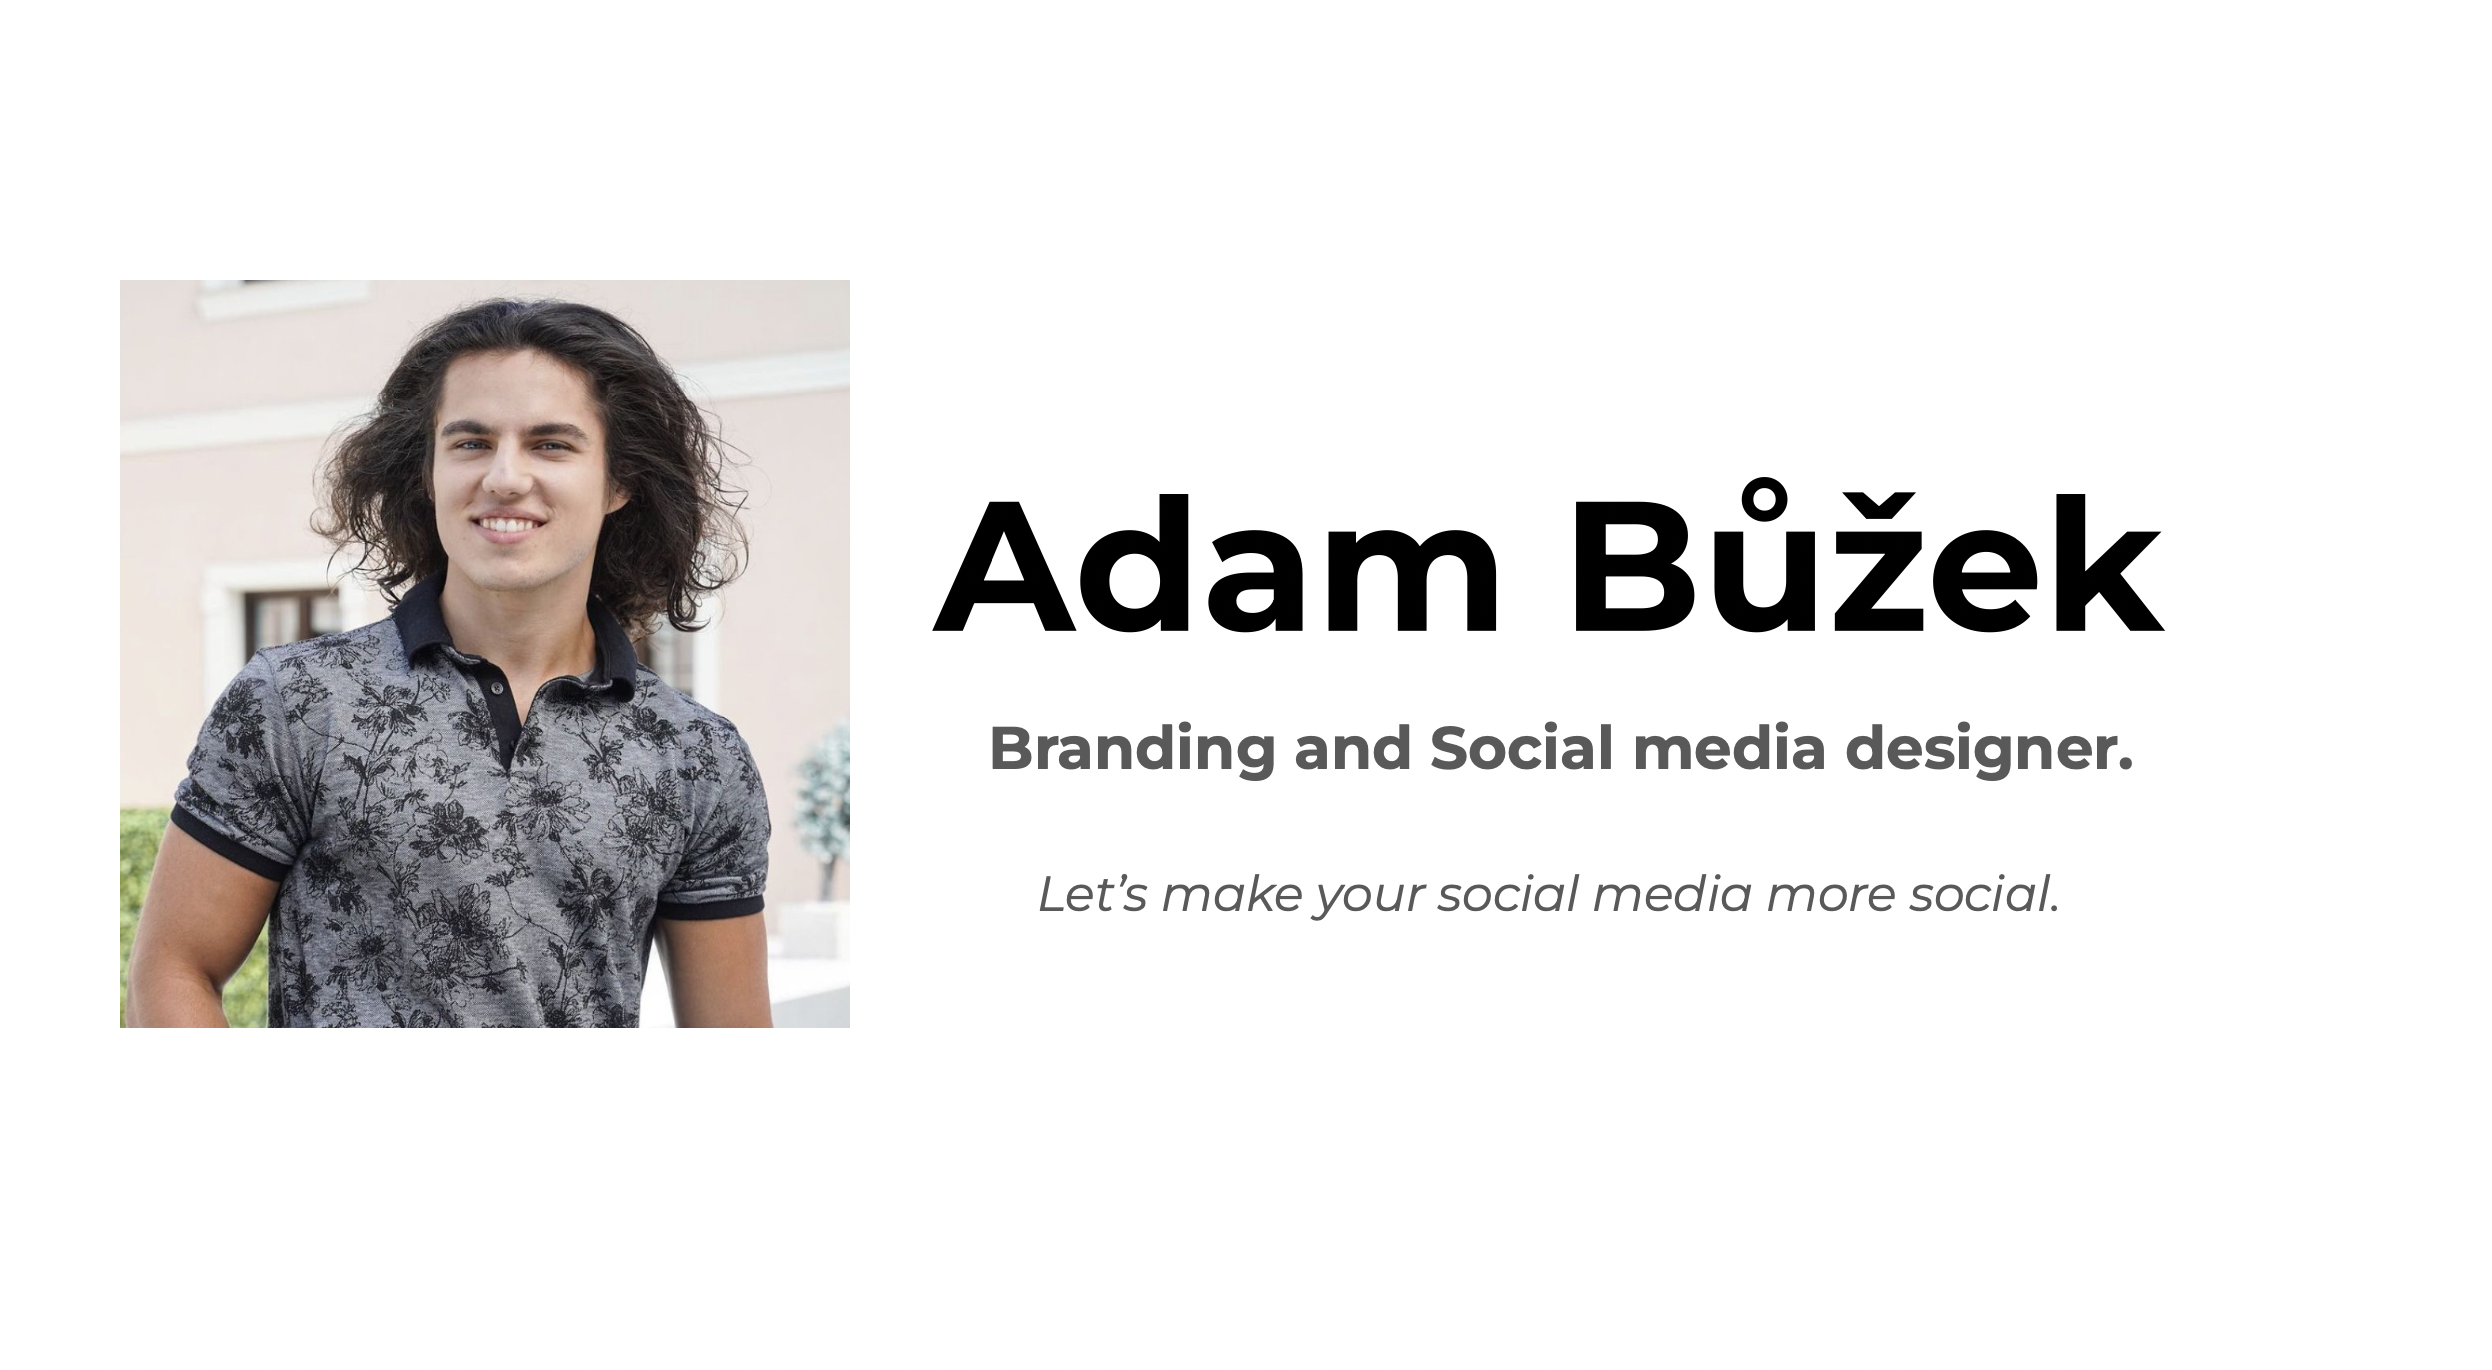 Adam Bůžek
Branding and Social media designer.
Let’s make your social media more social.